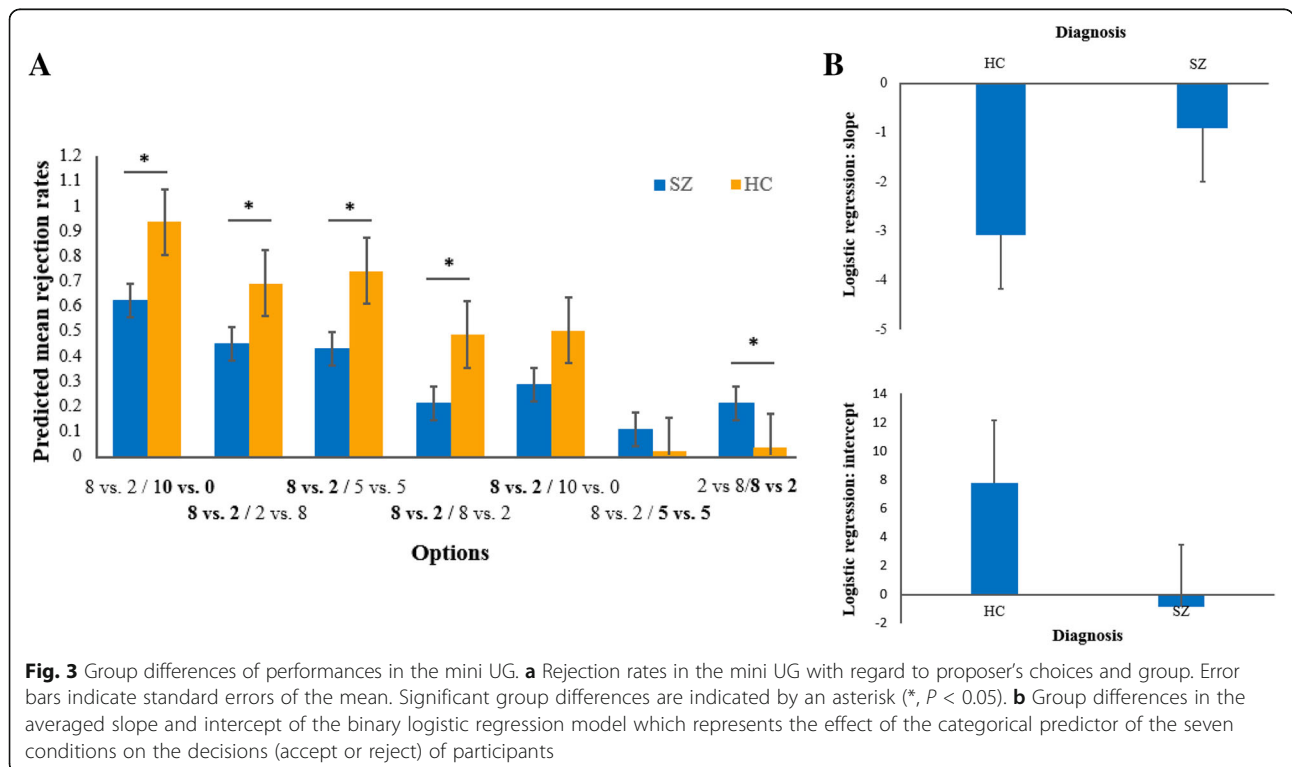 A
Predicted mean rejection rates
1.2
1.1
1
0.9
0.8
0.7
0.6
0.5
0.4
0.3
0.2
0.1
0
*
*
*
*
*
SZ HC
8 vs. 2 / 10 vs. 0
8 vs. 2 / 2 vs. 8
8 vs. 2 / 5 vs. 5
8 vs. 2 / 8 vs. 2
8 vs. 2 / 10 vs. 0
8 vs. 2 / 5 vs. 5
2 vs 8/8 vs 2
Options
B
Diagnosis
HC SZ
Logistic regression: slope
0
-1
-2
-3
-4
-5
Logistic regression: intercept
14
12
10
8
6
4
2
0
-2
HC SZ
Diagnosis
Fig. 3 Group differences of performances in the mini UG. a Rejection rates in the mini UG with regard to proposer's choices and group. Error
bars indicate standard errors of the mean. Significant group differences are indicated by an asterisk (*, P < 0.05). b Group differences in the
averaged slope and intercept of the binary logistic regression model which represents the effect of the categorical predictor of the seven
conditions on the decisions (accept or reject) of participants